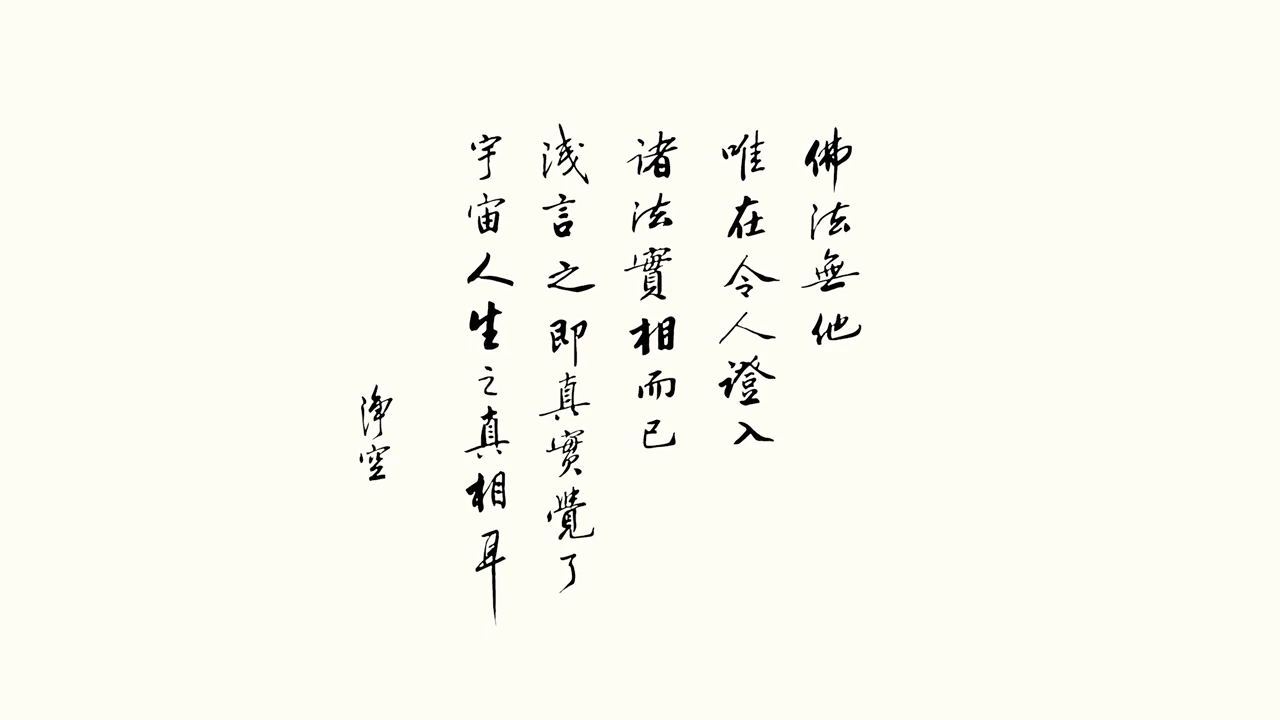 佛法無他
唯在令人證入
诸法實相而已
淺言之即真實覺了
宇宙人生之真相耳
淨空